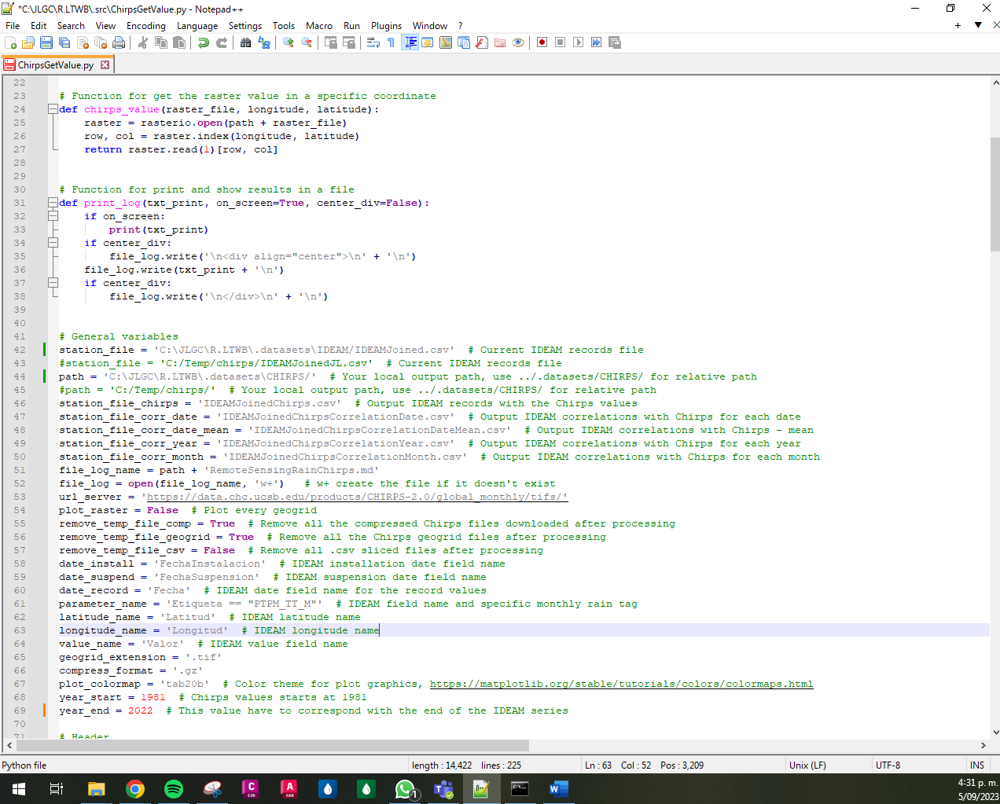 *C:\JLGC\R.LTWB\.src\ChirpsGetValue.py - Notepad++
File Edit Search View Encoding Language Settings Tools Macro Run Plugins Window ?
ChirpsGetValue.py
22
23 # Function for get the raster value in a specific coordinate
24 def chirps_value(raster_file, longitude, latitude):
25     raster = rasterio.open(path + raster_file)
26     row, col = raster.index(longitude, latitude)
27     return raster.read(1)[row, col]
28
29
30 # Function for print and show results in a file
31 def print_log(txt_print, on_screen=True, center_div=False):
32     if on_screen:
33         print(txt_print)
34     if center_div:
35         file_log.write('\n<div align="center">\n' + '\n')
36     file_log.write(txt_print + '\n')
37     if center_div:
38         file_log.write('\n</div>\n' + '\n')
39
40
41 # General variables
42 station_file = 'C:\JLGC\R.LTWB\.datasets\IDEAM/IDEAMJoined.csv'  # Current IDEAM records file
43 #station_file = 'C:/Temp/chirps/IDEAMJoinedJL.csv'  # Current IDEAM records file
44 path = 'C:\JLGC\R.LTWB\.datasets\CHIRPS/'  # Your local output path, use ../.datasets/CHIRPS/ for relative path
45 #path = 'C:/Temp/chirps/'  # Your local output path, use ../.datasets/CHIRPS/ for relative path
46 station_file_chirps = 'IDEAMJoinedChirps.csv'  # Output IDEAM records with the Chirps values
47 station_file_corr_date = 'IDEAMJoinedChirpsCorrelationDate.csv'  # Output IDEAM correlations with Chirps for each date
48 station_file_corr_date_mean = 'IDEAMJoinedChirpsCorrelationDateMean.csv'  # Output IDEAM correlations with Chirps - mean
49 station_file_corr_year = 'IDEAMJoinedChirpsCorrelationYear.csv'  # Output IDEAM correlations with Chirps for each year
50 station_file_corr_month = 'IDEAMJoinedChirpsCorrelationMonth.csv'  # Output IDEAM correlations with Chirps for each month
51 file_log_name = path + 'RemoteSensingRainChirps.md'
52 file_log = open(file_log_name, 'w+')   # w+ create the file if it doesn't exist
53 url_server = 'https://data.chc.ucsb.edu/products/CHIRPS-2.0/global_monthly/tifs/'
54 plot_raster = False  # Plot every geogrid
55 remove_temp_file_comp = True  # Remove all the compressed Chirps files downloaded after processing
56 remove_temp_file_geogrid = True  # Remove all the Chirps geogrid files after processing
57 remove_temp_file_csv = False  # Remove all .csv sliced files after processing
58 date_install = 'FechaInstalacion'  # IDEAM installation date field name
59 date_suspend = 'FechaSuspension'  # IDEAM suspension date field name
60 date_record = 'Fecha'  # IDEAM date field name for the record values
61 parameter_name = 'Etiqueta == "PTPM_TT_M"'  # IDEAM field name and specific monthly rain tag
62 latitude_name = 'Latitud'  # IDEAM latitude name
63 longitude_name = 'Longitud'  # IDEAM longitude name
64 value_name = 'Valor'  # IDEAM value field name
65 geogrid_extension = '.tif'
66 compress_format = '.gz'
67 plot_colormap = 'tab20b'  # Color theme for plot graphics, https://matplotlib.org/stable/tutorials/colors/colormaps.html
68 year_start = 1981  # Chirps values starts at 1981
69 year_end = 2022  # This value have to correspond with the end of the IDEAM series
70
71 # Header
Python file length : 14,422 lines : 225 Ln : 63 Col : 52 Pos : 3,209 Unix (LF) UTF-8 INS
4:31 p. m.
5/09/2023